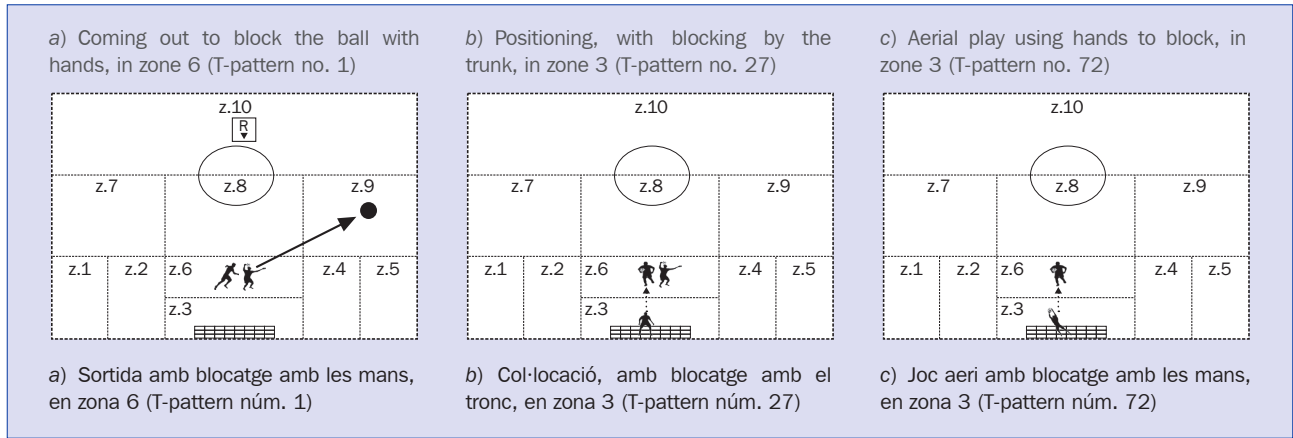 a) Coming out to block the ball with
hands, in zone 6 (T-pattern no. 1)
b) Positioning, with blocking by the
trunk, in zone 3 (T-pattern no. 27)
c) Aerial play using hands to block, in
zone 3 (T-pattern no. 72)
z.10
R
z.7
z.8
z.9
z.1
z.2
z.6
z.4
z.5
z.3
z.10
z.7
z.8
z.9
z.1
z.2
z.6
z.4
z.5
z.3
z.10
z.7
z.8
z.9
z.1
z.2
z.6
z.4
z.5
z.3
a) Sortida amb blocatge amb les mans,
en zona 6 (T-pattern núm. 1)
b) Col·locació, amb blocatge amb el
tronc, en zona 3 (T-pattern núm. 27)
c) Joc aeri amb blocatge amb les mans,
en zona 3 (T-pattern núm. 72)